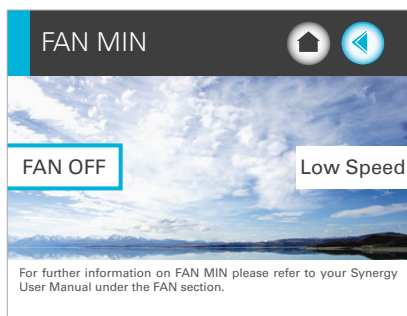 FAN MIN
FAN OFF
Low Speed
For further information on FAN MIN please refer to your Synergy
User Manual under the FAN section.